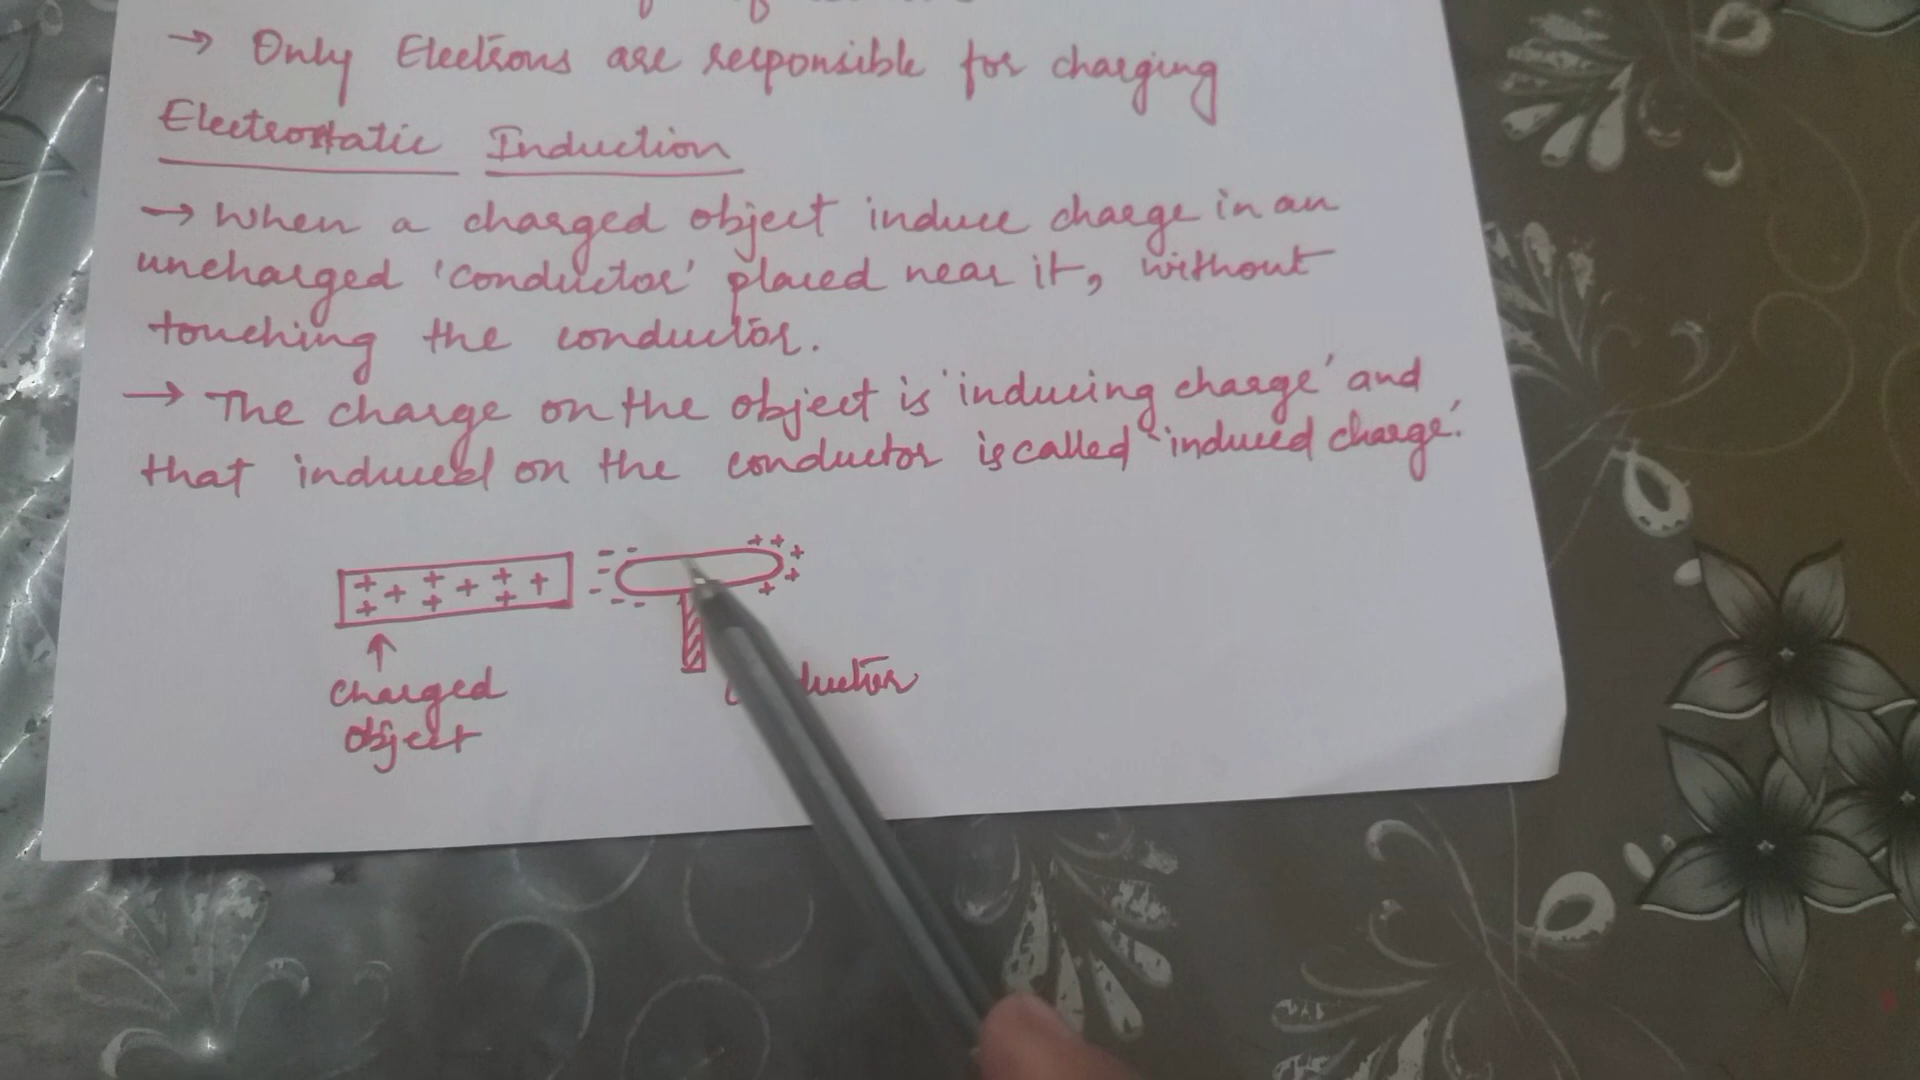 → Only Electrons are responsible for charging
Electrostatic Induction
→ When a charged object induce charge in an
uncharged 'conductor' placed near it, without
touching the conductor.
→ The charge on the object is 'inducing charge' and
that induced on the conductor is called 'induced charge'.
- - + + +
+ + + + + + + + + - - - - - + +
Charged
object